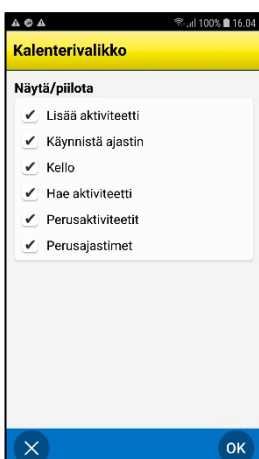 100% 16.04
Kalenterivalikko
Näytä/piilota
Lisää aktiviteetti
Käynnistä ajastin
Kello
Hae aktiviteetti
Perusaktiviteetit
Perusajastimet
OK